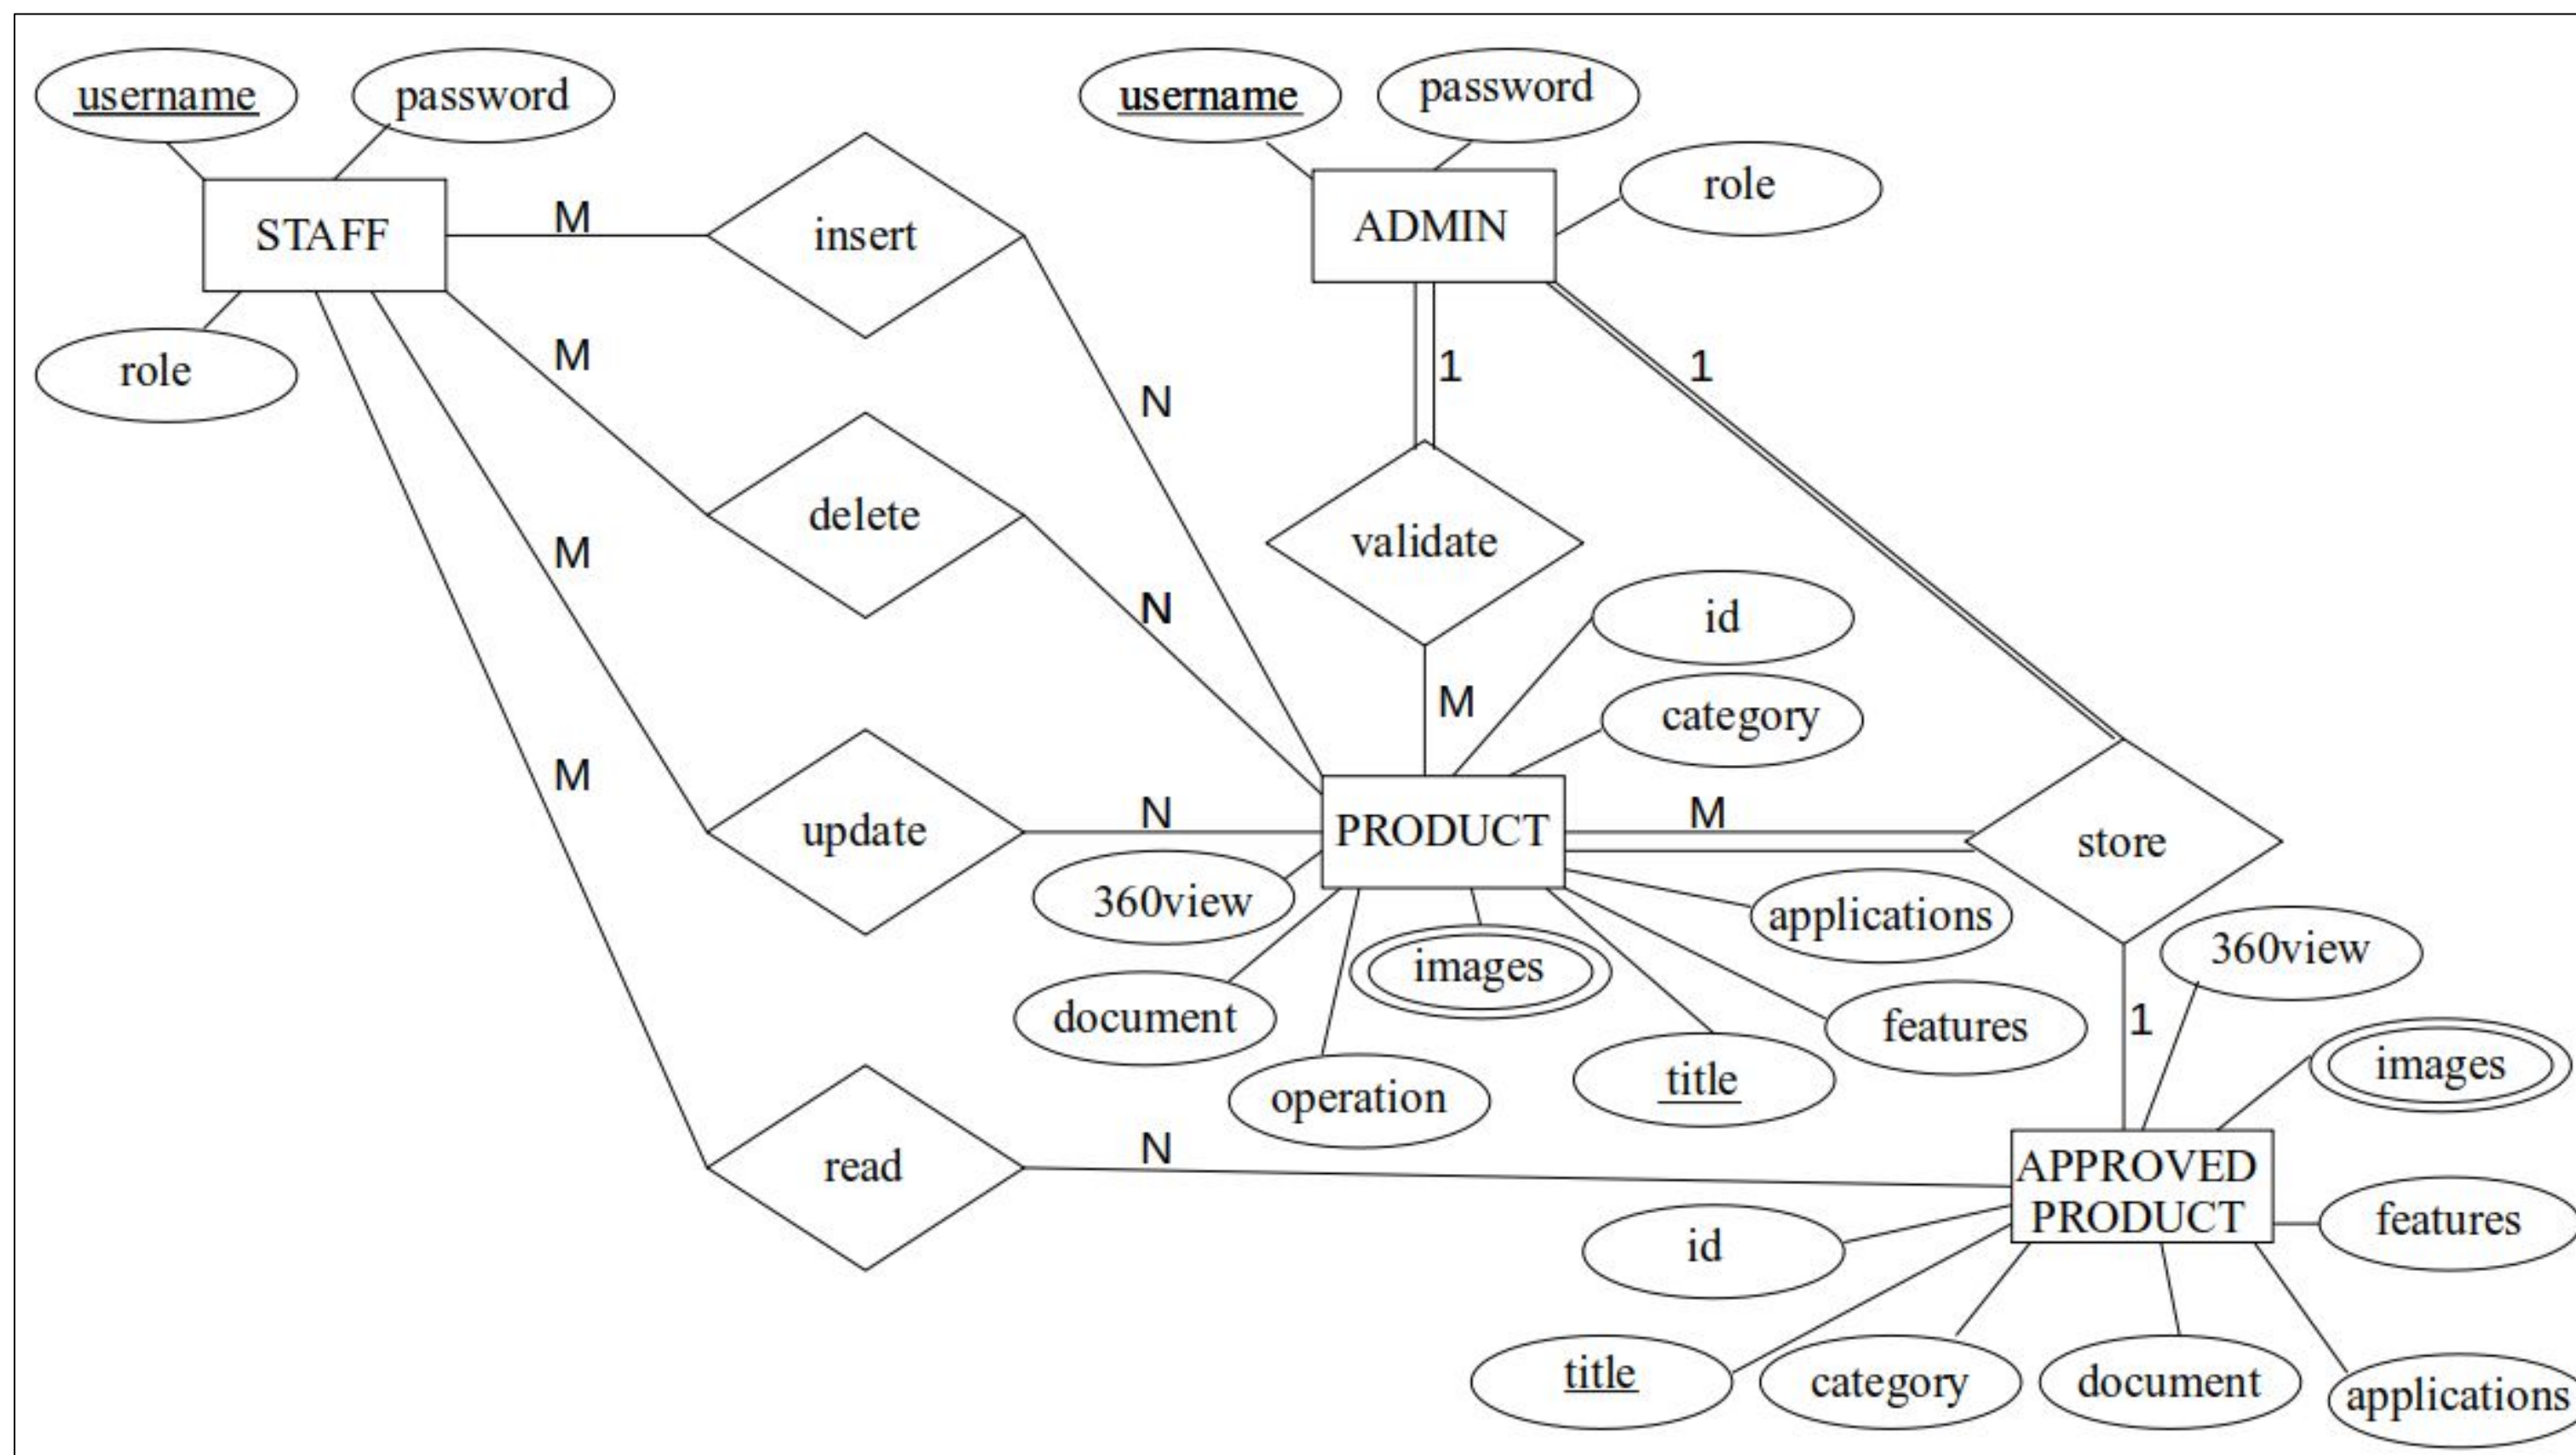 username
password
STAFF
role
M
insert
M
delete
M
update
M
read
N
N
N
N
username
password
role
ADMIN
1
1
validate
M
id
category
PRODUCT
M
store
360view
document
operation
images
title
features
applications
1
360view
images
APPROVED
PRODUCT
features
id
title
category
document
applications